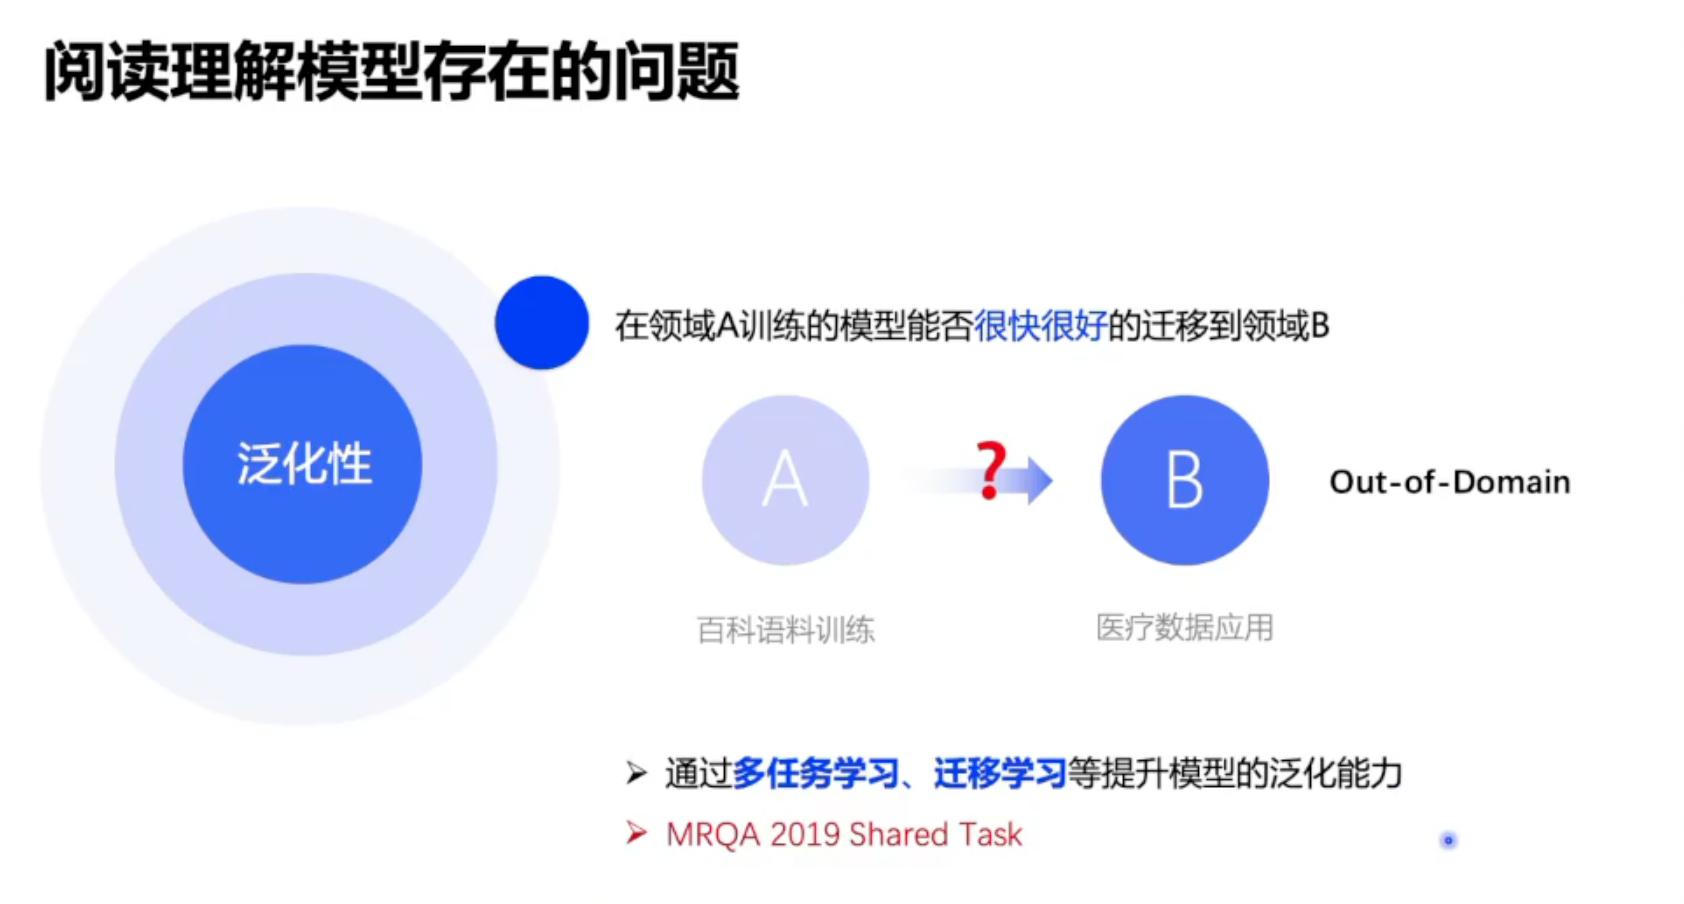 阅读理解模型存在的问题
泛化性
在领域A训练的模型能否很快很好的迁移到领域B
A
?
B
Out-of-Domain
百科语料训练
医疗数据应用
➢ 通过多任务学习、迁移学习等提升模型的泛化能力
➢ MRQA 2019 Shared Task